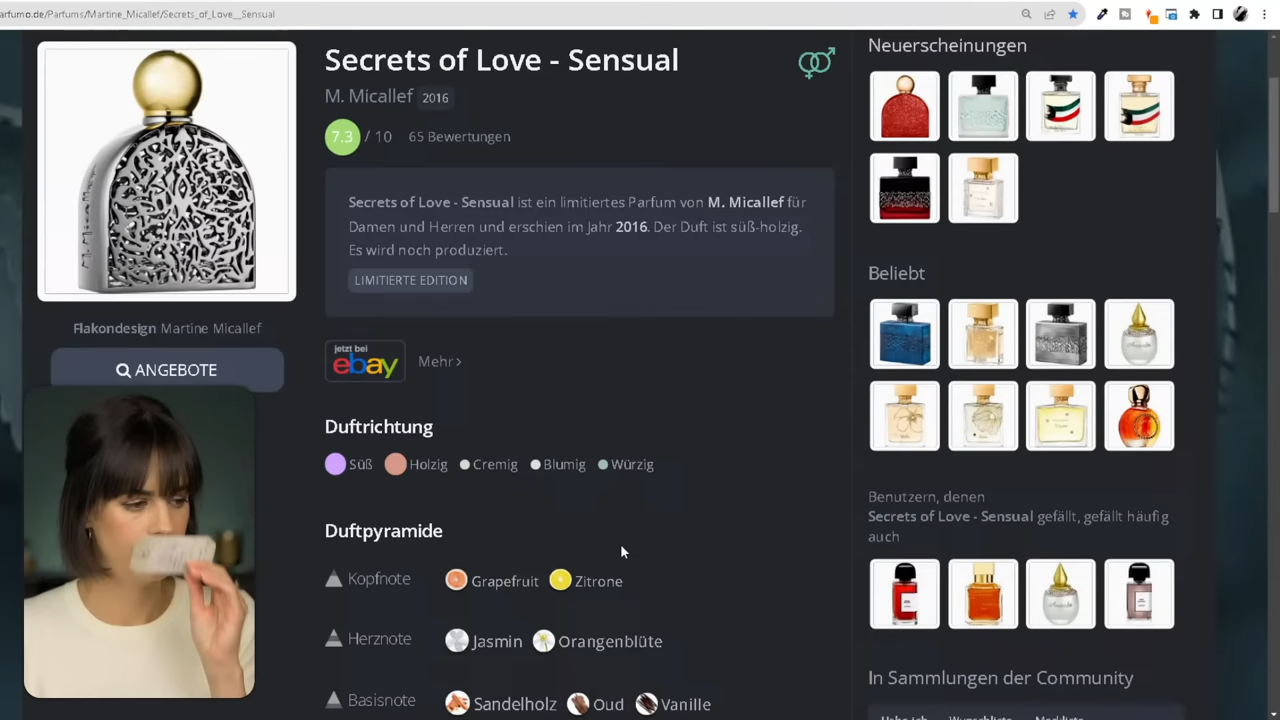 arfumo.de/Parfums/Martine_Micallef/Secrets_of_Love__Sensual
Secrets of Love - Sensual
M. Micallef 2016
7.3 / 10 65 Bewertungen
Secrets of Love - Sensual ist ein limitiertes Parfum von M. Micallef für
Damen und Herren und erschien im Jahr 2016. Der Duft ist süß-holzig.
Es wird noch produziert.
LIMITIERTE EDITION
Flakondesign Martine Micallef
ANGEBOTE
jetzt bei
ebay
Mehr
Duftrichtung
Süß Holzig Cremig Blumig Würzig
Duftpyramide
Kopfnote Grapefruit Zitrone
Herznote Jasmin Orangenblüte
Basisnote Sandelholz Oud Vanille
Neuerscheinungen
Beliebt
Benutzern, denen
Secrets of Love - Sensual gefällt, gefällt häufig
auch
In Sammlungen der Community